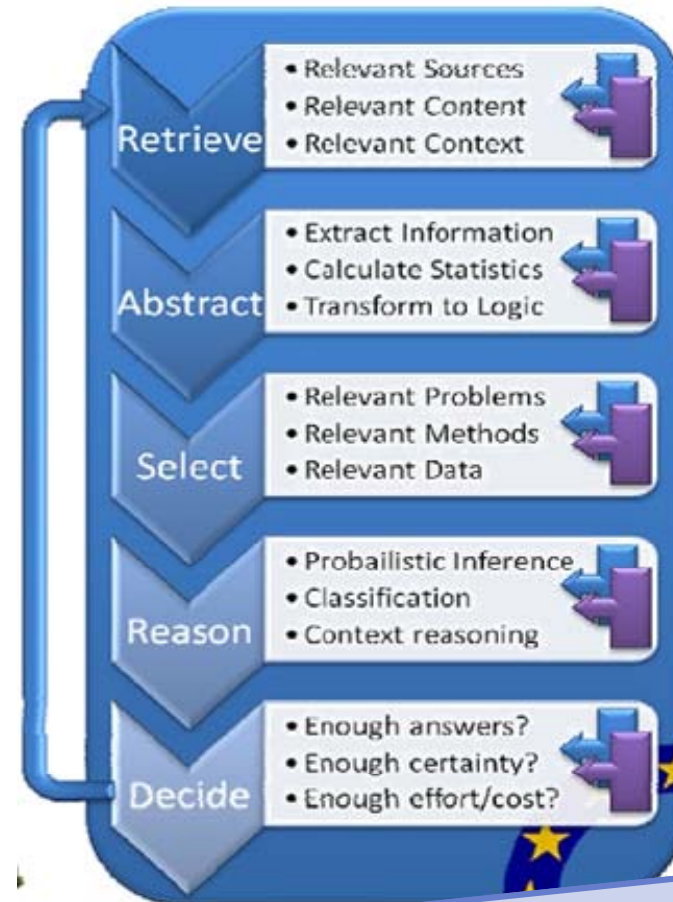 Retrieve
• Relevant Sources
• Relevant Content
• Relevant Context
Abstract
• Extract Information
• Calculate Statistics
• Transform to Logic
Select
• Relevant Problems
• Relevant Methods
• Relevant Data
Reason
• Probailistic Inference
• Classification
• Context reasoning
Decide
• Enough answers?
• Enough certainty?
• Enough effort/cost?